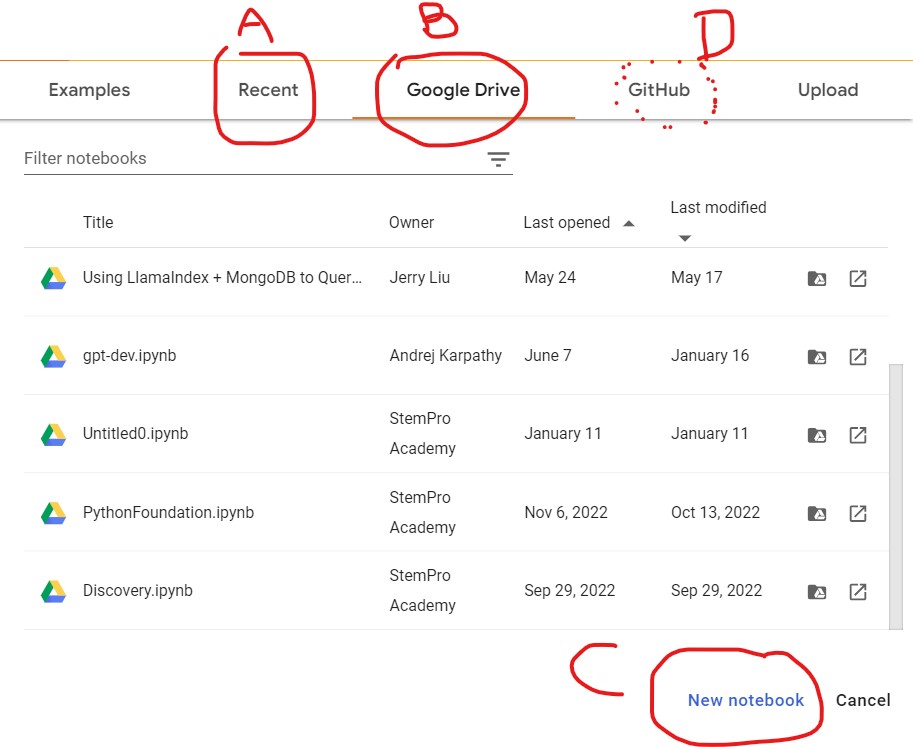 A B D
Examples Recent Google Drive GitHub Upload
Filter notebooks
Title Owner Last opened Last modified
Using LlamaIndex + MongoDB to Quer... Jerry Liu May 24 May 17
gpt-dev.ipynb Andrej Karpathy June 7 January 16
Untitled0.ipynb StemPro Academy January 11 January 11
PythonFoundation.ipynb StemPro Academy Nov 6, 2022 Oct 13, 2022
Discovery.ipynb StemPro Academy Sep 29, 2022 Sep 29, 2022
C
New notebook Cancel